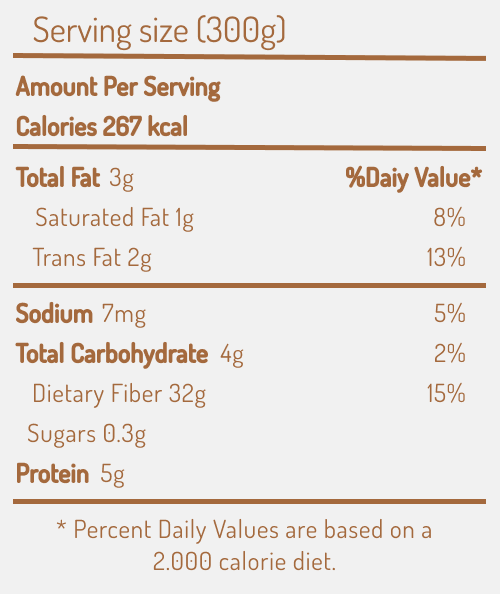 Serving size (300g)
Amount Per Serving
Calories 267 kcal
Total Fat 3g %Daiy Value*
Saturated Fat 1g 8%
Trans Fat 2g 13%
Sodium 7mg 5%
Total Carbohydrate 4g 2%
Dietary Fiber 32g 15%
Sugars 0.3g
Protein 5g
* Percent Daily Values are based on a
2.000 calorie diet.